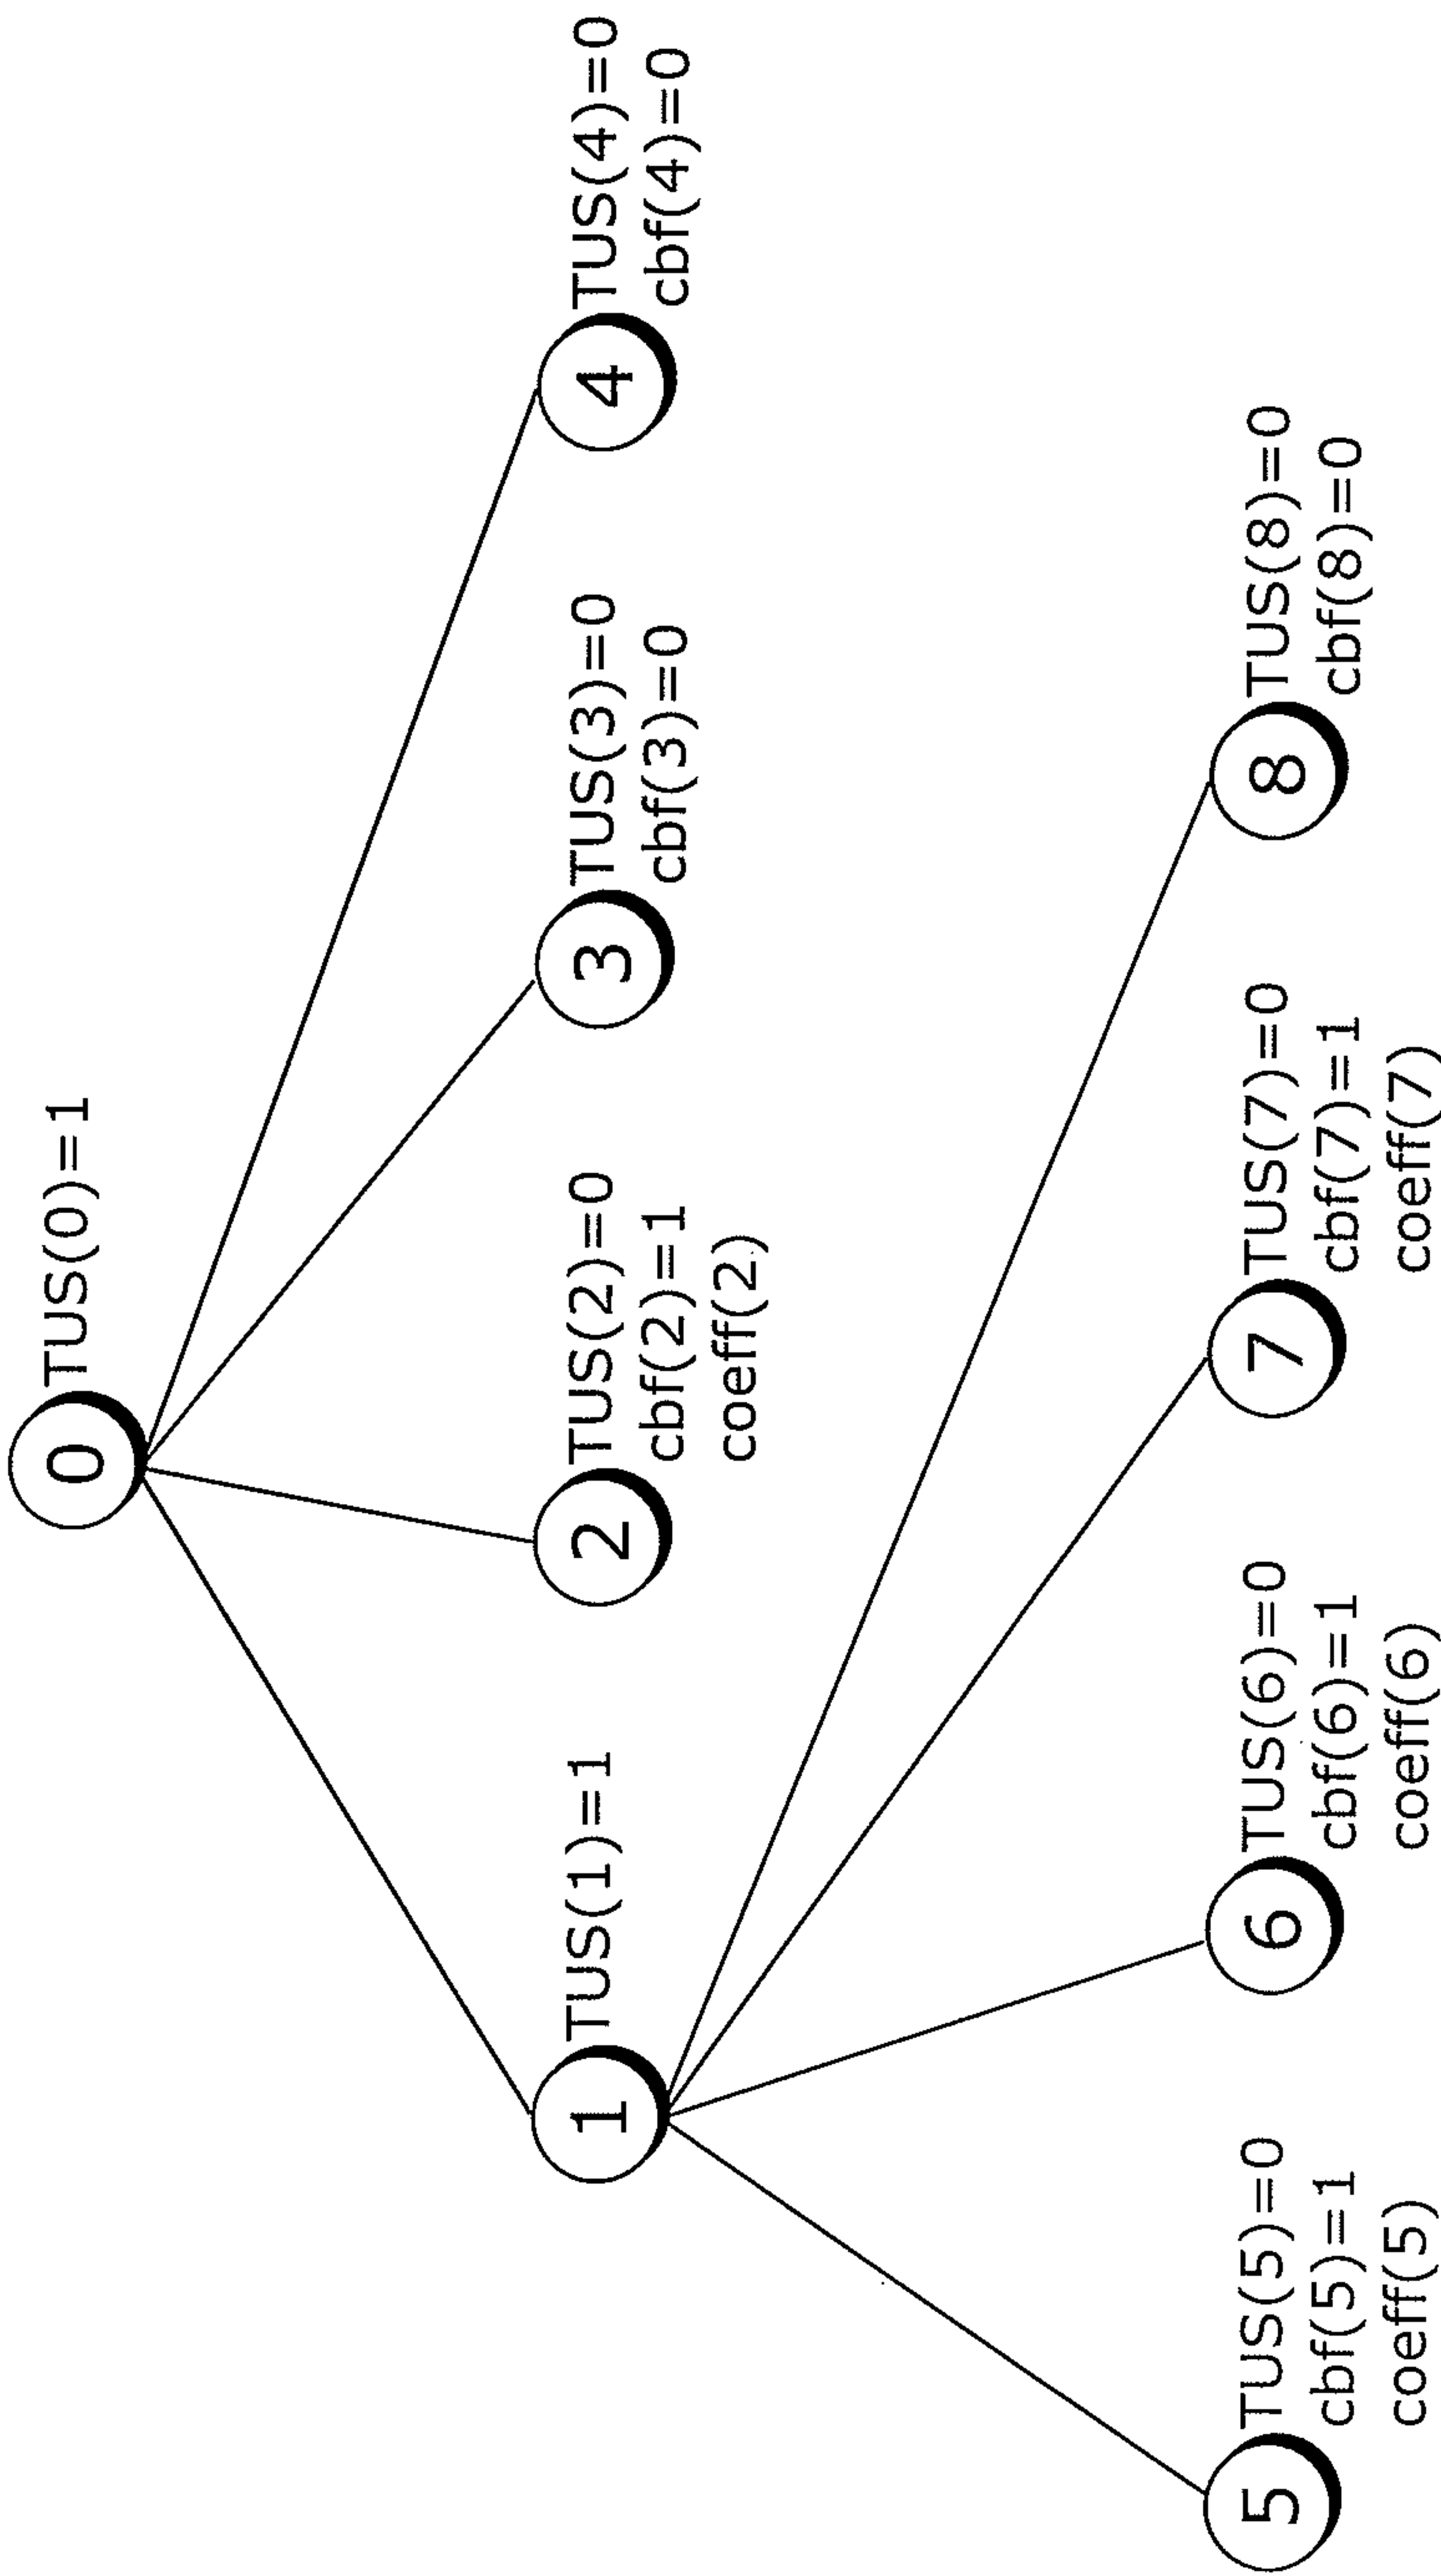 0
TUS(0)=1
1
TUS(1)=1
2
TUS(2)=0
cbf(2)=1
coeff(2)
3
TUS(3)=0
cbf(3)=0
4
TUS(4)=0
cbf(4)=0
5
TUS(5)=0
cbf(5)=1
coeff(5)
6
TUS(6)=0
cbf(6)=1
coeff(6)
7
TUS(7)=0
cbf(7)=1
coeff(7)
8
TUS(8)=0
cbf(8)=0